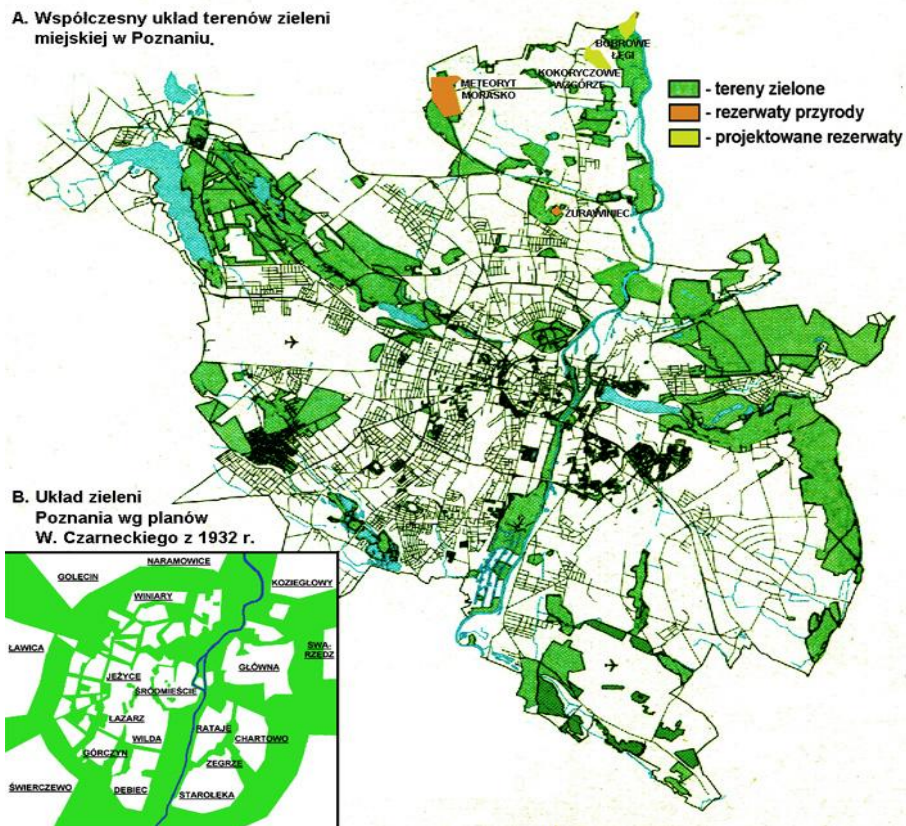 A. Współczesny układ terenów zieleni
miejskiej w Poznaniu.
BOBROWE
ŁĘGI
KOKORYCZOWE
WZGÓRZE
METEORYT
MORASKO
- tereny zielone
- rezerwaty przyrody
- projektowane rezerwaty
ŻURAWINIEC
B. Układ zieleni
Poznania wg planów
W. Czarneckiego z 1932 r.
NARAMOWICE
GOLĘCIN
KOZIEGŁOWY
WINIARY
ŁAWICA
SWA-
RZĘDZ
GŁÓWNA
JEŻYCE
ŚRÓDMIEŚCIE
ŁAZARZ
RATAJE
WILDA
CHARTOWO
GÓRCZYN
ZEGRZE
ŚWIERCZEWO
DĘBIEC
STAROŁĘKA